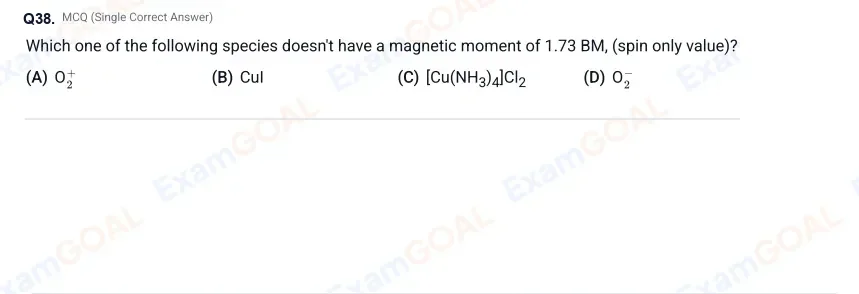 Q38. MCQ (Single Correct Answer)
Which one of the following species doesn't have a magnetic moment of 1.73 BM, (spin only value)?
(A) O₂⁺ (B) CuI (C) [Cu(NH₃)₄]Cl₂ (D) O₂⁻
ExamGOAL
ExamGOAL
ExamGOAL
ExamGOAL
ExamGOAL